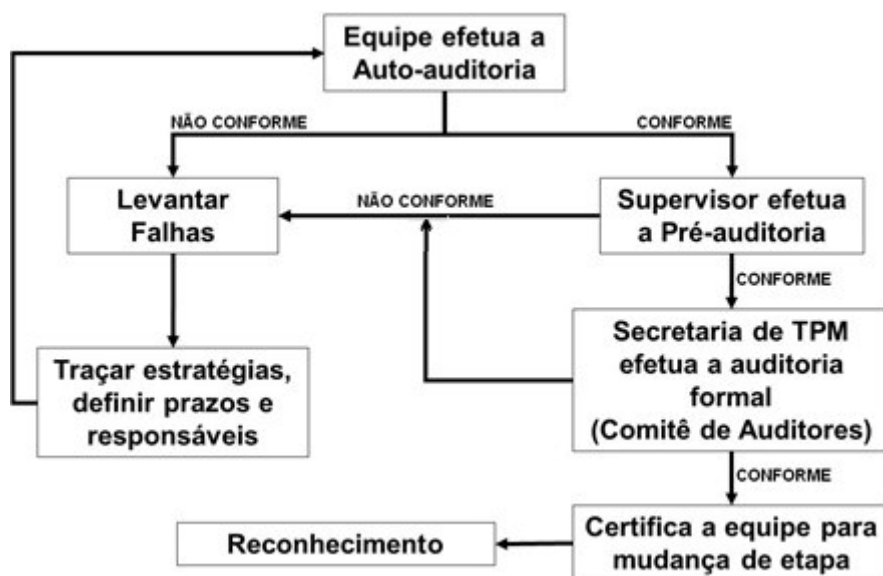 Equipe efetua a
Auto-auditoria
NÃO CONFORME
CONFORME
Levantar
Falhas
NÃO CONFORME
Supervisor efetua
a Pré-auditoria
CONFORME
Traçar estratégias,
definir prazos e
responsáveis
Secretaria de TPM
efetua a auditoria
formal
(Comitê de Auditores)
CONFORME
Reconhecimento
Certifica a equipe para
mudança de etapa